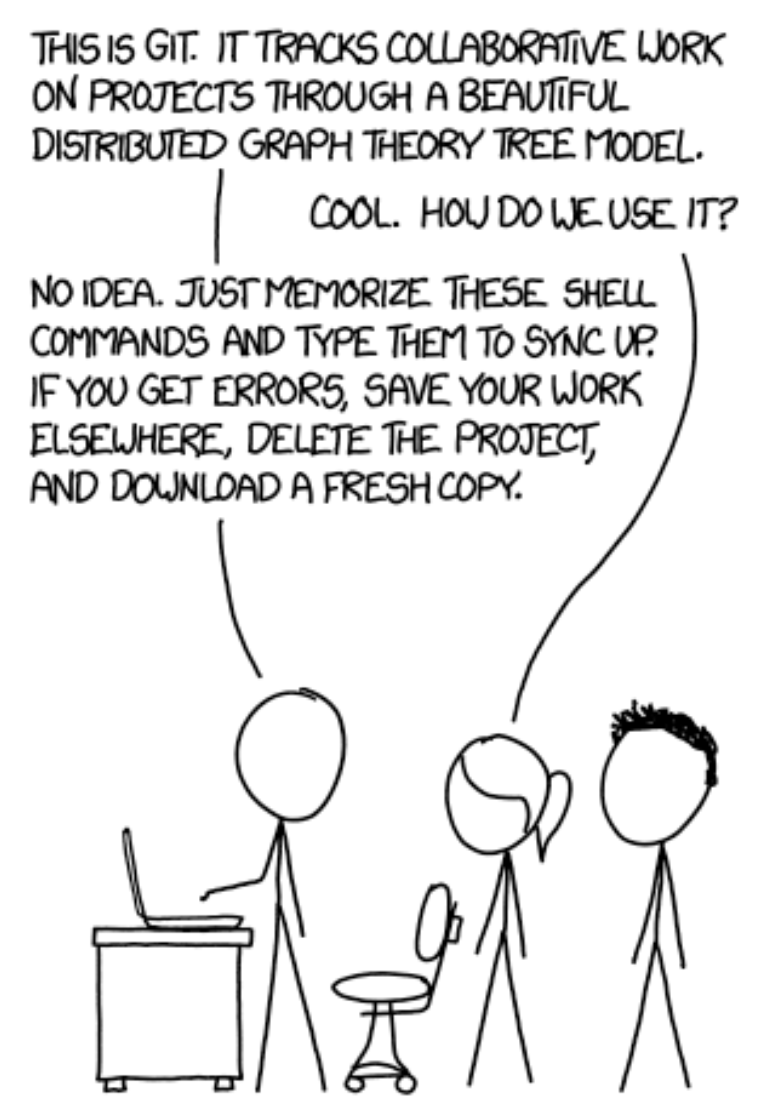 THIS IS GIT. IT TRACKS COLLABORATIVE WORK
ON PROJECTS THROUGH A BEAUTIFUL
DISTRIBUTED GRAPH THEORY TREE MODEL.
COOL. HOW DO WE USE IT?
NO IDEA. JUST MEMORIZE THESE SHELL
COMMANDS AND TYPE THEM TO SYNC UP.
IF YOU GET ERRORS, SAVE YOUR WORK
ELSEWHERE, DELETE THE PROJECT,
AND DOWNLOAD A FRESH COPY.